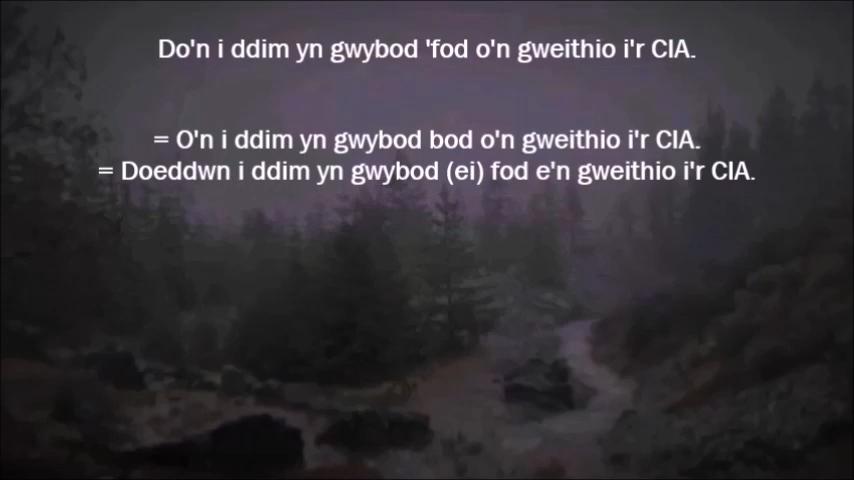 Do'n i ddim yn gwybod 'fod o'n gweithio i'r CIA.
= O'n i ddim yn gwybod bod o'n gweithio i'r CIA.
= Doeddwn i ddim yn gwybod (ei) fod e'n gweithio i'r CIA.